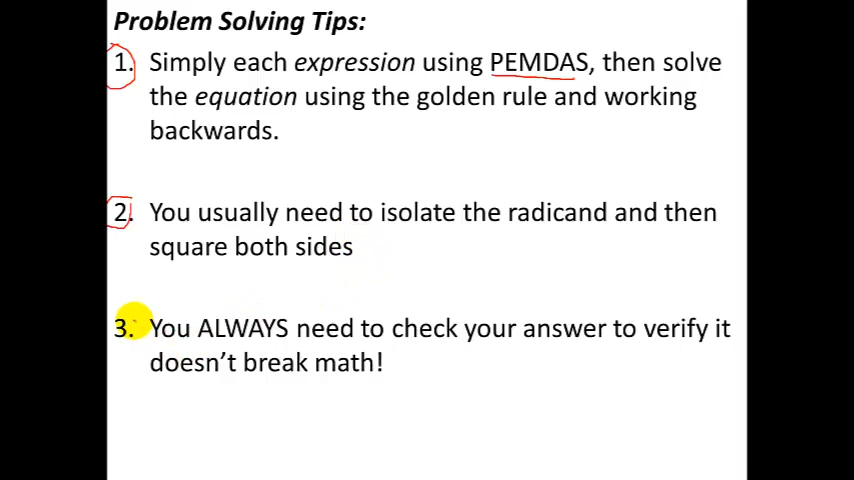 Problem Solving Tips:
1. Simply each expression using PEMDAS, then solve
the equation using the golden rule and working
backwards.
2. You usually need to isolate the radicand and then
square both sides
3. You ALWAYS need to check your answer to verify it
doesn’t break math!